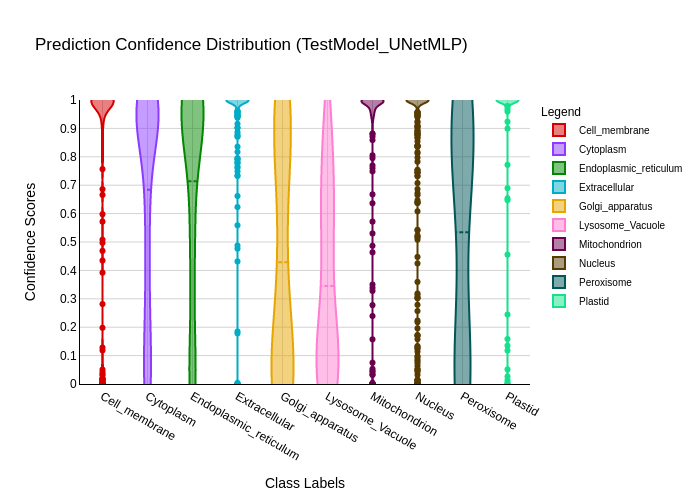 Prediction Confidence Distribution (TestModel_UNetMLP)
Legend
Cell_membrane
Cytoplasm
Endoplasmic_reticulum
Extracellular
Golgi_apparatus
Lysosome_Vacuole
Mitochondrion
Nucleus
Peroxisome
Plastid
Confidence Scores
1
0.9
0.8
0.7
0.6
0.5
0.4
0.3
0.2
0.1
0
Cell_membrane
Cytoplasm
Endoplasmic_reticulum
Extracellular
Golgi_apparatus
Lysosome_Vacuole
Mitochondrion
Nucleus
Peroxisome
Plastid
Class Labels